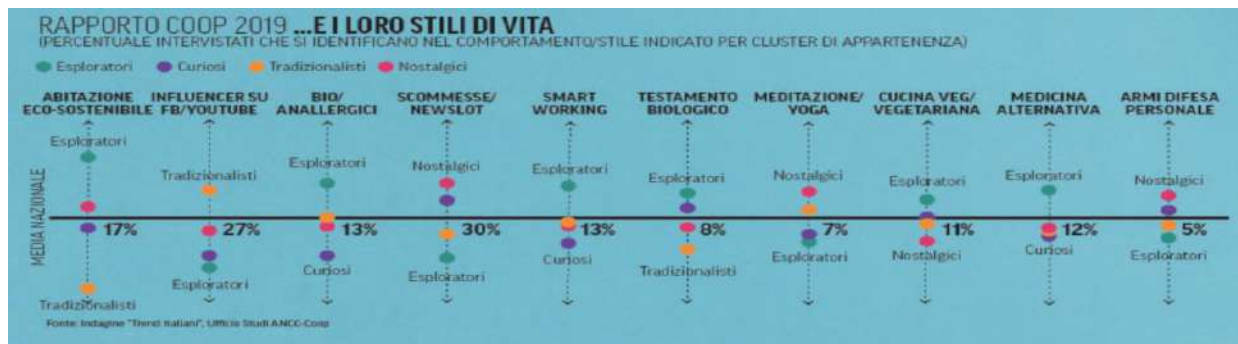 RAPPORTO COOP 2019 ...E I LORO STILI DI VITA
(PERCENTUALE INTERVISTATI CHE SI IDENTIFICANO NEL COMPORTAMENTO/STILE INDICATO PER CLUSTER DI APPARTENENZA)
Esploratori Curiosi Tradizionalisti Nostalgici
ABITAZIONE ECO-SOSTENIBILE
INFLUENCER SU FB/YOUTUBE
BIO/ ANALLERGICI
SCOMMESSE/ NEWSLOT
SMART WORKING
TESTAMENTO BIOLOGICO
MEDITAZIONE/ YOGA
CUCINA VEG/ VEGETARIANA
MEDICINA ALTERNATIVA
ARMI DIFESA PERSONALE
MEDIA NAZIONALE
Esploratori
17%
Tradizionalisti
Tradizionalisti
27%
Esploratori
Esploratori
13%
Curiosi
Nostalgici
30%
Esploratori
Esploratori
13%
Curiosi
Esploratori
8%
Tradizionalisti
Nostalgici
7%
Esploratori
Esploratori
11%
Nostalgici
Esploratori
12%
Curiosi
Nostalgici
5%
Esploratori
Fonte: Indagine "Trend Italiani", Ufficio Studi ANCC-Coop